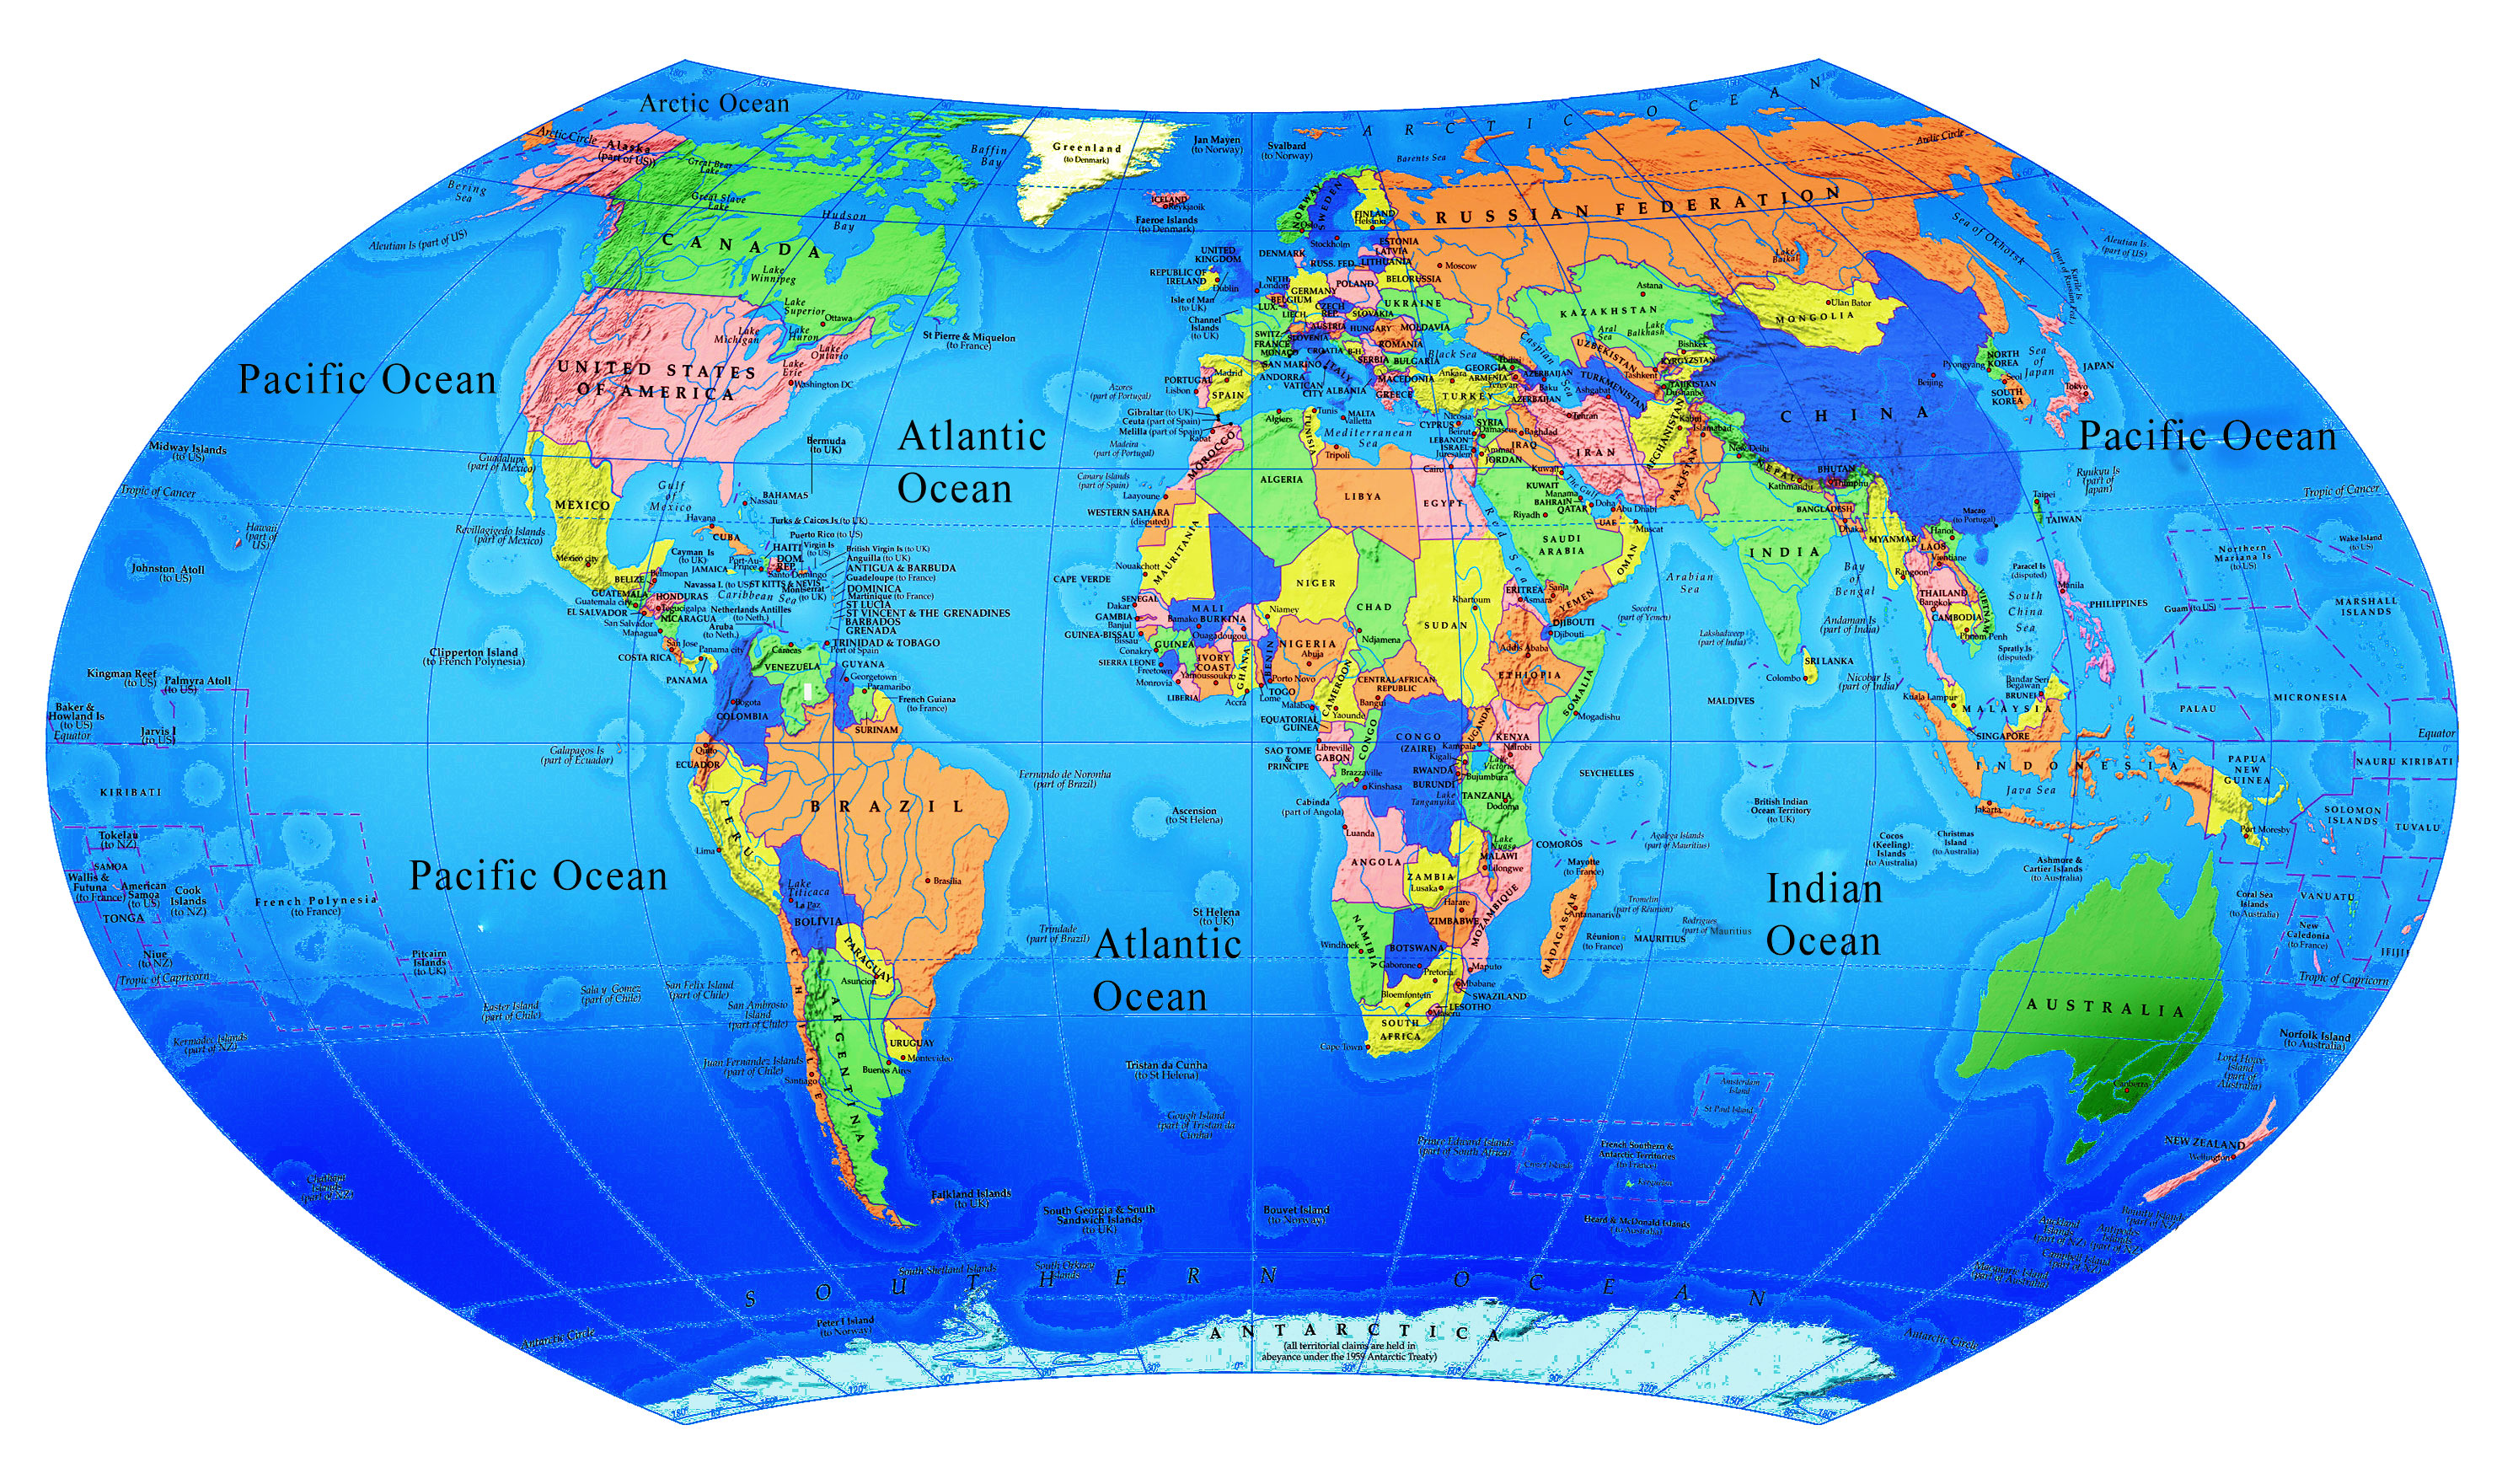 Arctic Ocean
A R C T I C   O C E A N
Arctic Circle
Alaska
(part of US)
Bering
Sea
Aleutian Is (part of US)
Great Bear
Lake
Great Slave
Lake
Hudson
Bay
Baffin
Bay
Greenland
(to Denmark)
Jan Mayen
(to Norway)
Svalbard
(to Norway)
Barents Sea
Arctic Circle
CANADA
Lake
Winnipeg
Lake
Superior
Ottawa
Lake
Michigan
Lake
Huron
Lake
Ontario
Lake
Erie
Washington DC
UNITED STATES
OF AMERICA
St Pierre & Miquelon
(to France)
Pacific Ocean
Atlantic
Ocean
Bermuda
(to UK)
Midway Islands
(to US)
Tropic of Cancer
Hawaii
(part of
US)
Johnston Atoll
(to US)
Guadalupe
(part of Mexico)
Revillagigedo Islands
(part of Mexico)
MEXICO
Mexico city
Gulf
of
Mexico
Nassau
BAHAMAS
Havana
CUBA
Turks & Caicos Is (to UK)
Puerto Rico (to US)
Virgin Is
(to US)
Cayman Is
(to UK)
JAMAICA
HAITI
Port-Au-
Prince
DOM.
REP.
Santo Domingo
British Virgin Is (to UK)
Anguilla (to UK)
ANTIGUA & BARBUDA
Guadeloupe (to France)
DOMINICA
Martinique (to France)
ST LUCIA
ST VINCENT & THE GRENADINES
BARBADOS
GRENADA
TRINIDAD & TOBAGO
Port of Spain
Navassa I. (to US)
ST KITTS & NEVIS
Montserrat
(to UK)
Caribbean Sea
Netherlands Antilles
(to Neth.)
Aruba
(to Neth.)
BELIZE
Belmopan
GUATEMALA
Guatemala city
HONDURAS
Tegucigalpa
EL SALVADOR
San Salvador
NICARAGUA
Managua
San Jose
COSTA RICA
Panama city
PANAMA
Clipperton Island
(to French Polynesia)
Kingman Reef
(to US)
Palmyra Atoll
(to US)
Baker &
Howland Is
(to US)
Equator
Jarvis I
(to US)
KIRIBATI
Tokelau
(to NZ)
SAMOA
Wallis &
Futuna
(to France)
American
Samoa
(to US)
Cook
Islands
(to NZ)
TONGA
Niue
(to NZ)
French Polynesia
(to France)
Pitcairn
Islands
(to UK)
Tropic of Capricorn
Kermadec Islands
(part of NZ)
Galapagos Is
(part of Ecuador)
Pacific Ocean
Easter Island
(part of Chile)
Sala y Gomez
(part of Chile)
San Felix Island
(part of Chile)
San Ambrosio
Island
(part of Chile)
Juan Fernandez Islands
(part of Chile)
Caracas
VENEZUELA
GUYANA
Georgetown
Paramaribo
French Guiana
(to France)
SURINAM
Bogota
COLOMBIA
Quito
ECUADOR
PERU
Lima
BRAZIL
Brasilia
Lake
Titicaca
La Paz
BOLIVIA
PARAGUAY
Asuncion
CHILE
ARGENTINA
URUGUAY
Montevideo
Buenos Aires
Santiago
Falkland Islands
(to UK)
South Georgia & South
Sandwich Islands
(to UK)
Fernando de Noronha
(part of Brazil)
Ascension
(to St Helena)
St Helena
(to UK)
Trindade
(part of Brazil)
Atlantic
Ocean
Tristan da Cunha
(to St Helena)
Gough Island
(part of Tristan da
Cunha)
Bouvet Island
(to Norway)
ICELAND
Reykjavik
Faeroe Islands
(to Denmark)
NORWAY
Oslo
SWEDEN
Stockholm
FINLAND
Helsinki
ESTONIA
LATVIA
LITHUANIA
RUSS. FED.
DENMARK
UNITED
KINGDOM
REPUBLIC OF
IRELAND
Dublin
London
Isle of Man
(to UK)
Channel
Islands
(to UK)
NETH
BELGIUM
LUX.
GERMANY
POLAND
BELORUSSIA
UKRAINE
CZECH
REP.
SLOVAKIA
LIECH
AUSTRIA
HUNGARY
MOLDAVIA
SWITZ.
FRANCE
MONACO
SLOVENIA
CROATIA
B-H
ROMANIA
SERBIA
BULGARIA
SAN MARINO
ITALY
ANDORRA
VATICAN
CITY
ALBANIA
MACEDONIA
GREECE
PORTUGAL
Lisbon
Madrid
SPAIN
Azores
(part of Portugal)
Gibraltar (to UK)
Ceuta (part of Spain)
Melilla (part of Spain)
Rabat
Madeira
(part of Portugal)
Canary Islands
(part of Spain)
MALTA
Valletta
Mediterranean
Sea
Black Sea
RUSSIAN FEDERATION
Moscow
Lake
Baikal
Sea of Okhotsk
Kurile Is
(part of Russian Fed.)
Aleutian Is.
(part of US)
Astana
KAZAKHSTAN
Aral
Sea
Lake
Balkhash
Caspian Sea
UZBEKISTAN
Tashkent
Bishkek
KYRGYZSTAN
TAJIKISTAN
Dushanbe
TURKMENISTAN
Ashgabat
Tbilisi
GEORGIA
ARMENIA
Yerevan
AZERBAIJAN
Baku
AZERBAIJAN
Ankara
TURKEY
Nicosia
CYPRUS
SYRIA
Damascus
Beirut
LEBANON
ISRAEL
Jerusalem
Amman
JORDAN
Baghdad
IRAQ
Tehran
IRAN
AFGHANISTAN
Kabul
Islamabad
PAKISTAN
Kuwait
KUWAIT
The Gulf
Manama
BAHRAIN
Doha
QATAR
Abu Dhabi
UAE
Muscat
OMAN
Riyadh
SAUDI
ARABIA
Red Sea
San'a
YEMEN
Arabian
Sea
Socotra
(part of Yemen)
Ulan Bator
MONGOLIA
CHINA
Beijing
Pyongyang
NORTH
KOREA
Seol
SOUTH
KOREA
Sea
of
Japan
JAPAN
Tokyo
Pacific Ocean
Ryukyu Is
(part of
Japan)
Tropic of Cancer
Taipei
TAIWAN
Macao
(to Portugal)
New Delhi
NEPAL
Kathmandu
BHUTAN
Thimphu
BANGLADESH
Dhaka
INDIA
MYANMAR
Rangoon
LAOS
Vientiane
Hanoi
VIETNAM
THAILAND
Bangkok
CAMBODIA
Phnom Penh
Bay
of
Bengal
Andaman Is
(part of India)
Lakshadweep
(part of India)
SRI LANKA
Colombo
Nicobar Is
(part of India)
MALDIVES
Paracel Is
(disputed)
South
China
Sea
Spratly Is
(disputed)
Manila
PHILIPPINES
Northern
Mariana Is
(to US)
Guam (to US)
Wake Island
(to US)
MARSHALL
ISLANDS
MICRONESIA
PALAU
Bandar Seri
Begawan
BRUNEI
Kuala Lampur
MALAYSIA
SINGAPORE
INDONESIA
Java Sea
Jakarta
Equator
0°
PAPUA
NEW
GUINEA
Port Moresby
NAURU KIRIBATI
SOLOMON
ISLANDS
TUVALU
VANUATU
FIJI
Coral Sea
Islands
(to Australia)
New
Caledonia
(to France)
Tropic of Capricorn
Norfolk Island
(to Australia)
Lord Howe
Island
(part of
Australia)
AUSTRALIA
Canberra
NEW ZEALAND
Wellington
Ashmore &
Cartier Islands
(to Australia)
Christmas
Island
(to Australia)
Cocos
(Keeling)
Islands
(to Australia)
British Indian
Ocean Territory
(to UK)
Indian
Ocean
MOROCCO
Algiers
ALGERIA
Tunis
TUNISIA
Tripoli
LIBYA
Cairo
EGYPT
Laayoune
WESTERN SAHARA
(disputed)
MAURITANIA
Nouakchott
CAPE VERDE
SENEGAL
Dakar
GAMBIA
Banjul
GUINEA-BISSAU
Bissau
GUINEA
Conakry
SIERRA LEONE
Freetown
Monrovia
LIBERIA
MALI
Bamako
BURKINA
Ouagadougou
IVORY
COAST
Yamoussoukro
GHANA
Accra
TOGO
Lome
BENIN
Porto Novo
NIGER
Niamey
NIGERIA
Abuja
CHAD
Ndjamena
SUDAN
Khartoum
ERITREA
Asmara
DJIBOUTI
Djibouti
ETHIOPIA
Addis Ababa
SOMALIA
Mogadishu
CENTRAL AFRICAN
REPUBLIC
Bangui
CAMEROON
Yaounde
Malabo
EQUATORIAL
GUINEA
SAO TOME
&
PRINCIPE
Libreville
GABON
CONGO
Brazzaville
CONGO
(ZAIRE)
Kinshasa
UGANDA
Kampala
KENYA
Nairobi
Lake
Victoria
Kigali
RWANDA
BURUNDI
Bujumbura
TANZANIA
Dodoma
Lake
Tanganyika
Lake
Nyasa
Cabinda
(part of Angola)
Luanda
ANGOLA
ZAMBIA
Lusaka
MALAWI
Lilongwe
MOZAMBIQUE
Harare
ZIMBABWE
NAMIBIA
Windhoek
BOTSWANA
Gaborone
Pretoria
Maputo
Mbabane
SWAZILAND
Bloemfontein
LESOTHO
Maseru
SOUTH
AFRICA
Cape Town
SEYCHELLES
COMOROS
Mayotte
(to France)
Agalega Islands
(part of Mauritius)
Antananarivo
MADAGASCAR
Tromelin
(part of Réunion)
Réunion
(to France)
MAURITIUS
Rodrigues
(part of Mauritius)
Amsterdam
Island
St Paul Island
Prince Edward Islands
(part of South Africa)
French Southern &
Antarctic Territories
(to France)
Heard & McDonald Islands
(to Australia)
SOUTHERN OCEAN
South Shetland Islands
South Orkney
Islands
Peter I Island
(to Norway)
Antarctic Circle
Antarctic Circle
ANTARCTICA
(all territorial claims are held in
abeyance under the 1959 Antarctic Treaty)